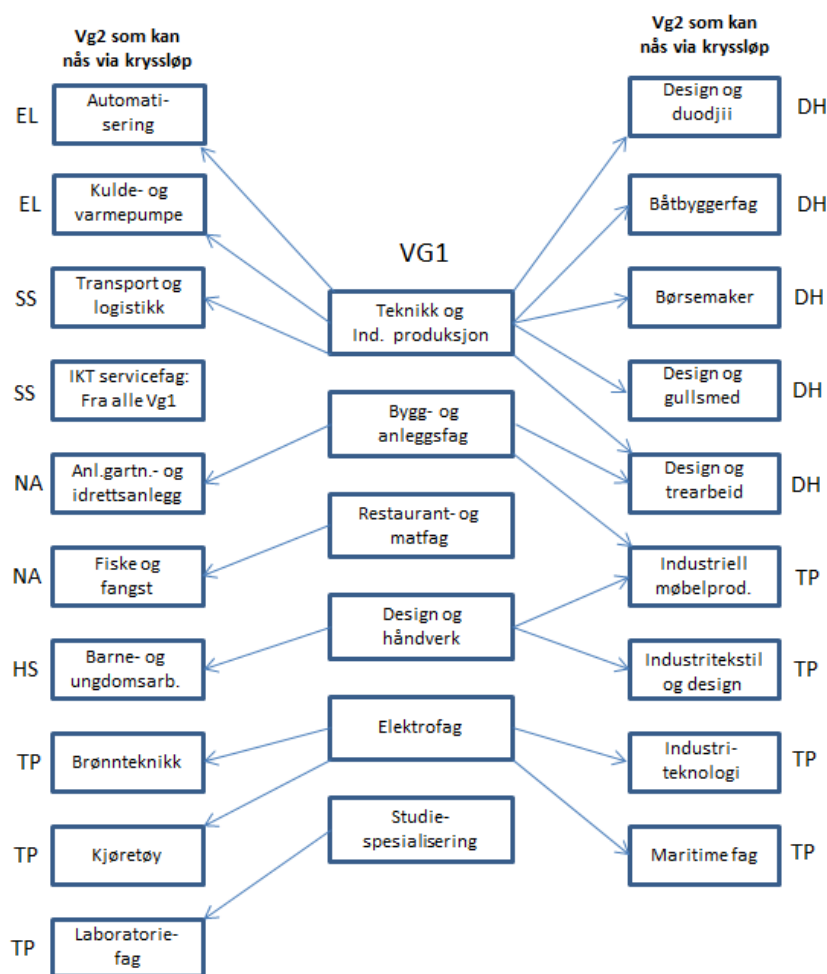 Vg2 som kan
nås via kryssløp
EL
Automati-
sering
EL
Kulde- og
varmepumpe
SS
Transport og
logistikk
SS
IKT servicefag:
Fra alle Vg1
NA
Anl.gartn.- og
idrettsanlegg
NA
Fiske og
fangst
HS
Barne- og
ungdomsarb.
TP
Brønnteknikk
TP
Kjøretøy
TP
Laboratorie-
fag
VG1
Teknikk og
Ind. produksjon
Bygg- og
anleggsfag
Restaurant- og
matfag
Design og
håndverk
Elektrofag
Studie-
spesialisering
Vg2 som kan
nås via kryssløp
Design og
duodjii
DH
Båtbyggerfag
DH
Børsemaker
DH
Design og
gullsmed
DH
Design og
trearbeid
DH
Industriell
møbelprod.
TP
Industritekstil
og design
TP
Industri-
teknologi
TP
Maritime fag
TP